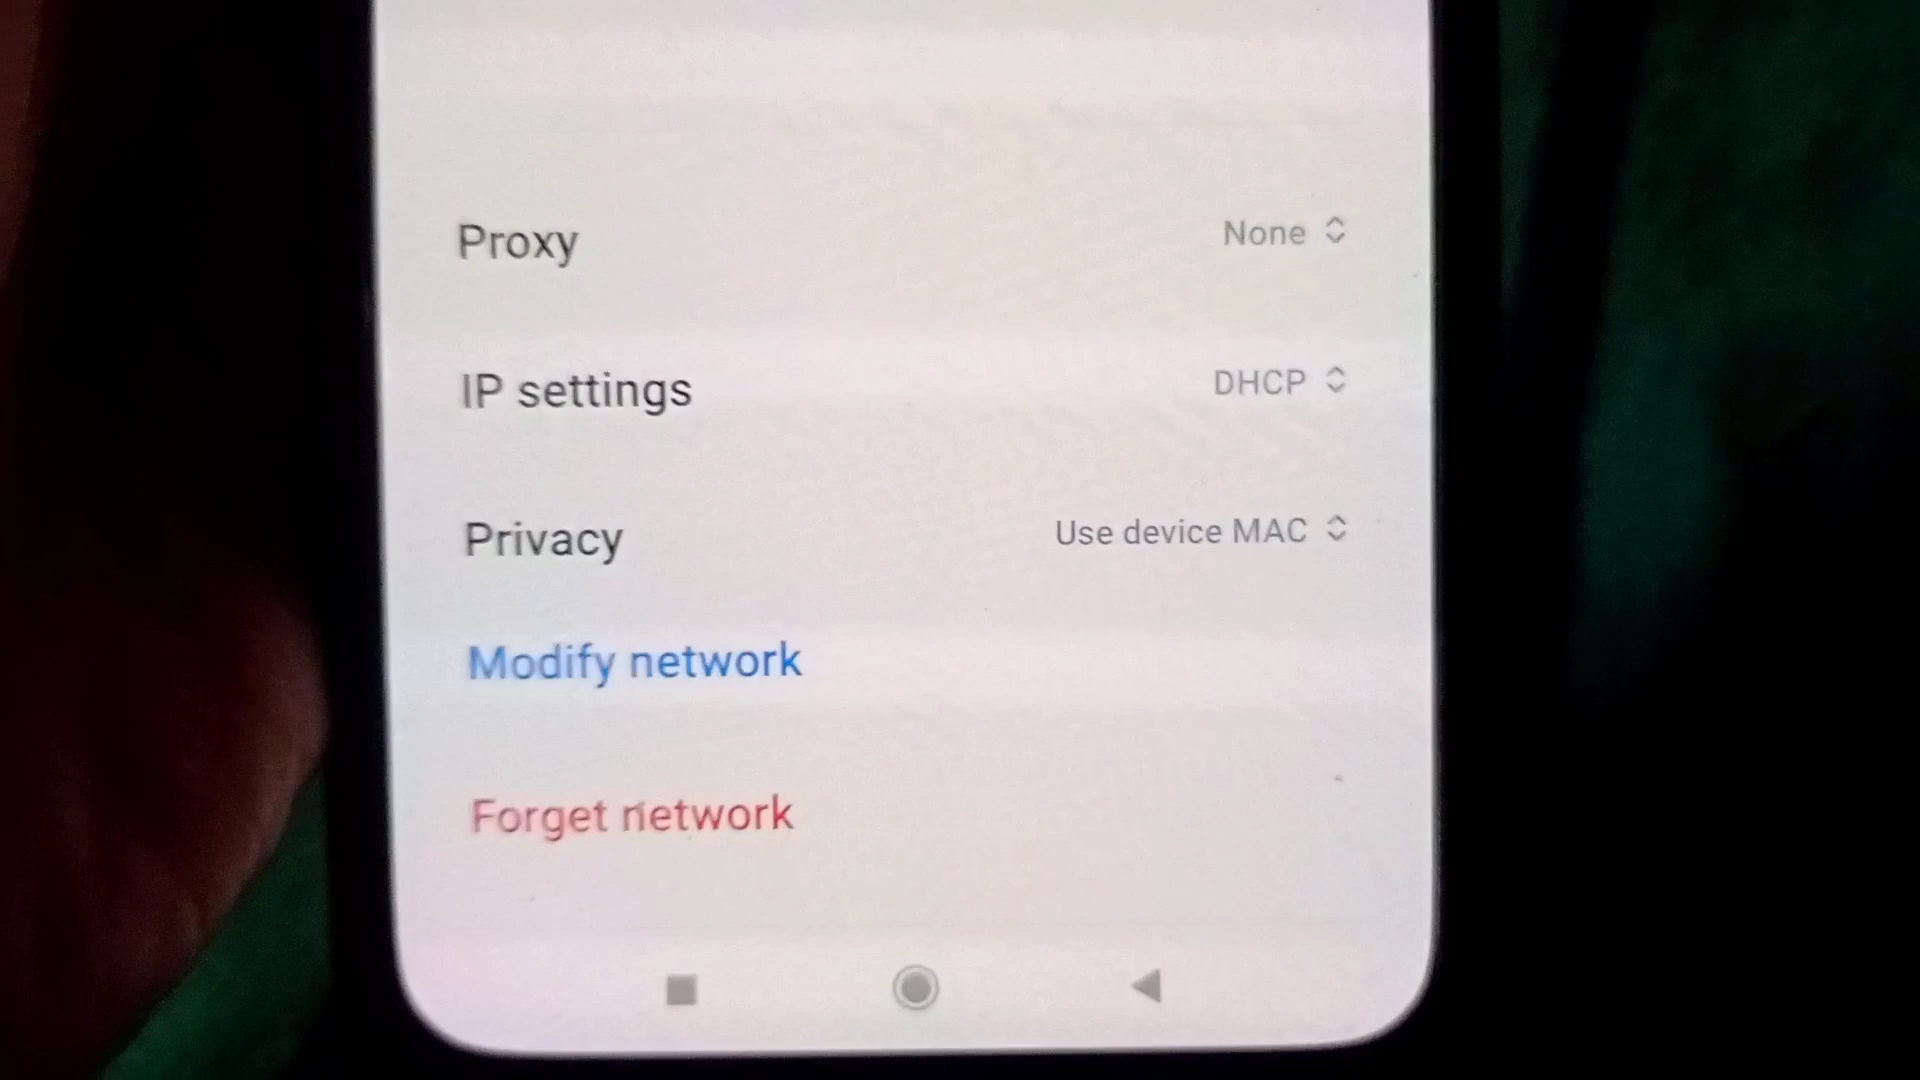 Proxy None
IP settings DHCP
Privacy Use device MAC
Modify network
Forget network